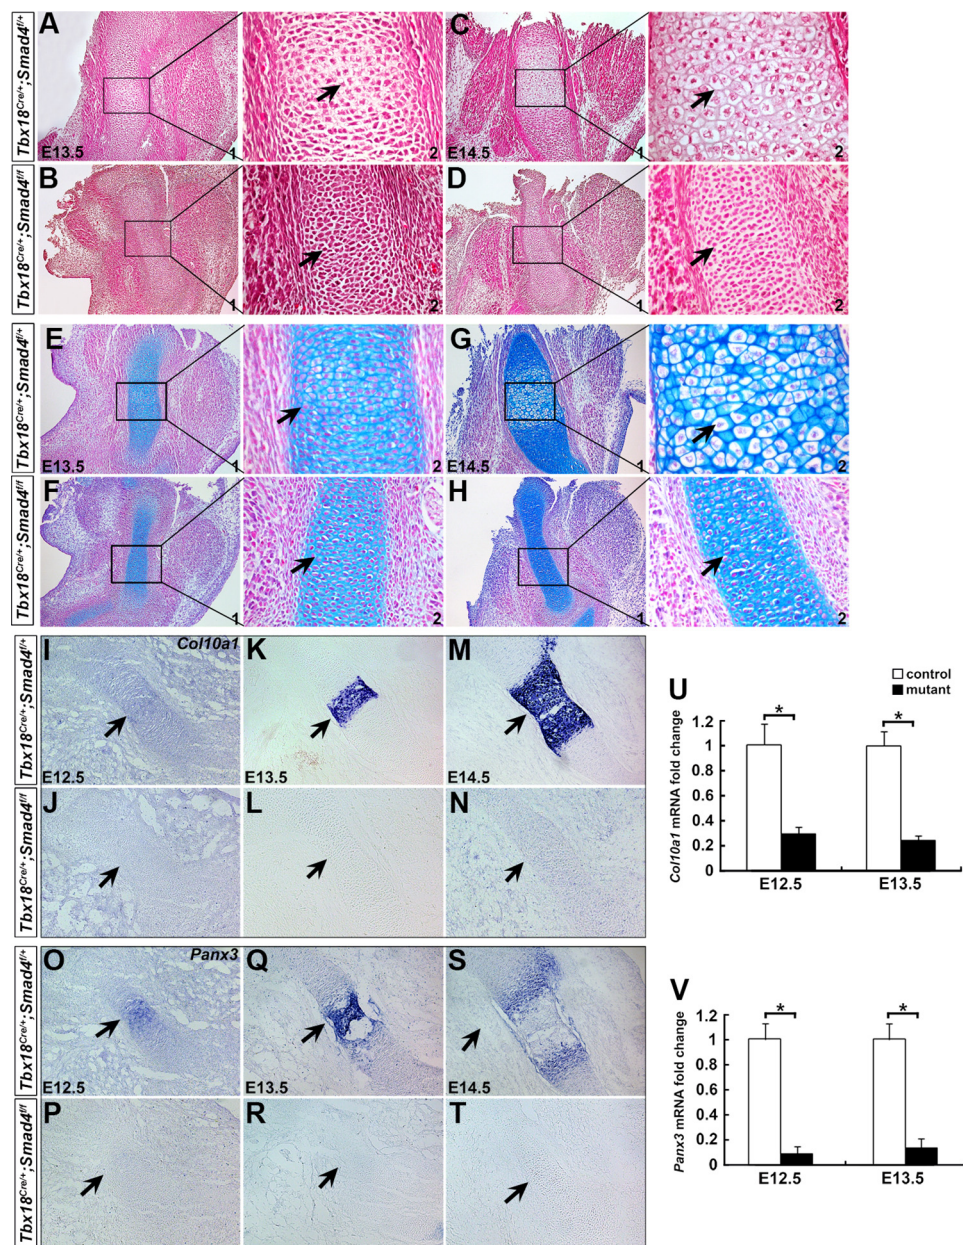 Tbx18Cre/+;Smad4f/+
A
E13.5
1
2
C
E14.5
1
2
Tbx18Cre/+;Smad4f/f
B
1
2
D
1
2
Tbx18Cre/+;Smad4f/+
E
E13.5
1
2
G
E14.5
1
2
Tbx18Cre/+;Smad4f/f
F
1
2
H
1
2
Tbx18Cre/+;Smad4f/+
I
Col10a1
E12.5
K
E13.5
M
E14.5
Tbx18Cre/+;Smad4f/f
J
L
N
U
control
mutant
Col10a1 mRNA fold change
1.2
1
0.8
0.6
0.4
0.2
0
*
*
E12.5
E13.5
Tbx18Cre/+;Smad4f/+
O
Panx3
E12.5
Q
E13.5
S
E14.5
Tbx18Cre/+;Smad4f/f
P
R
T
V
Panx3 mRNA fold change
1.2
1
0.8
0.6
0.4
0.2
0
*
*
E12.5
E13.5